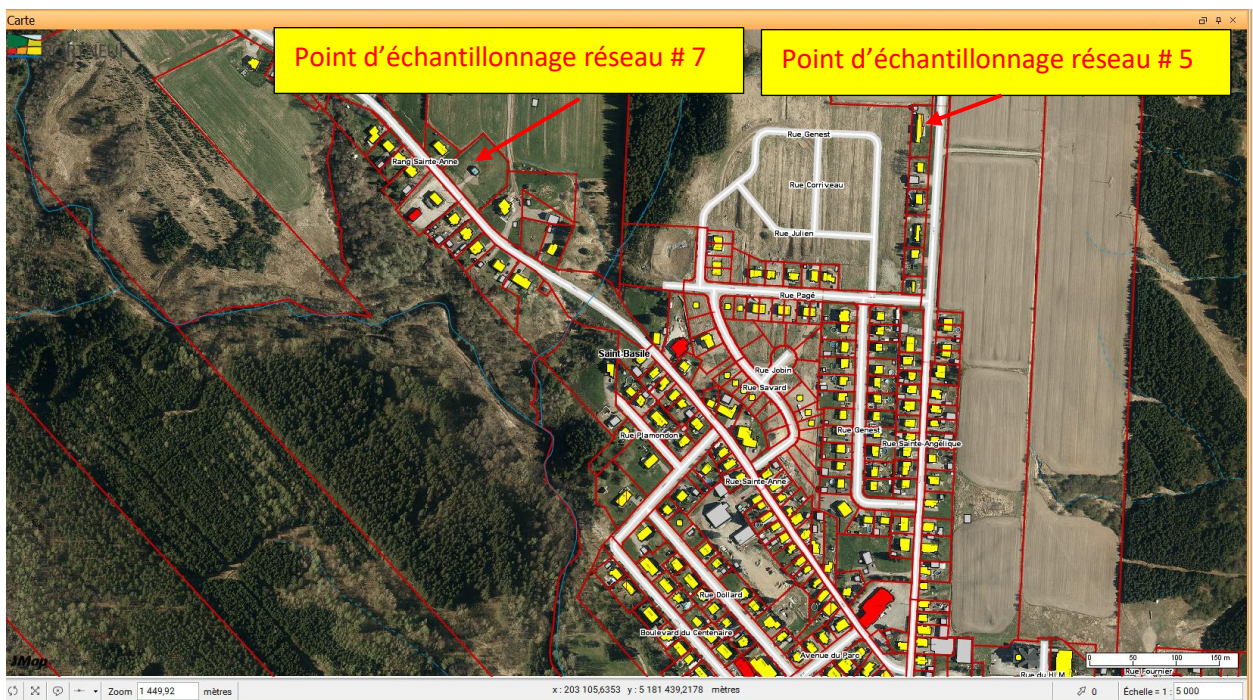 Carte
Point d'échantillonnage réseau # 7
Point d'échantillonnage réseau # 5
Rue Genest
Rang Sainte-Anne
Rue Corriveau
Rue Julien
Rue Pagé
Saint-Basile
Rue Jobin
Rue Savard
Rue Plamondon
Rue Genest
Rue Sainte-Angélique
Rue Sainte-Anne
Rue Dollard
Boulevard du Centenaire
Avenue du Parc
Rue du HLM
Rue Fournier
0 50 100 150 m
JMap
Zoom 1 449,92 mètres
x : 203 105,6353 y : 5 181 439,2178 mètres
0
Échelle = 1 : 5 000